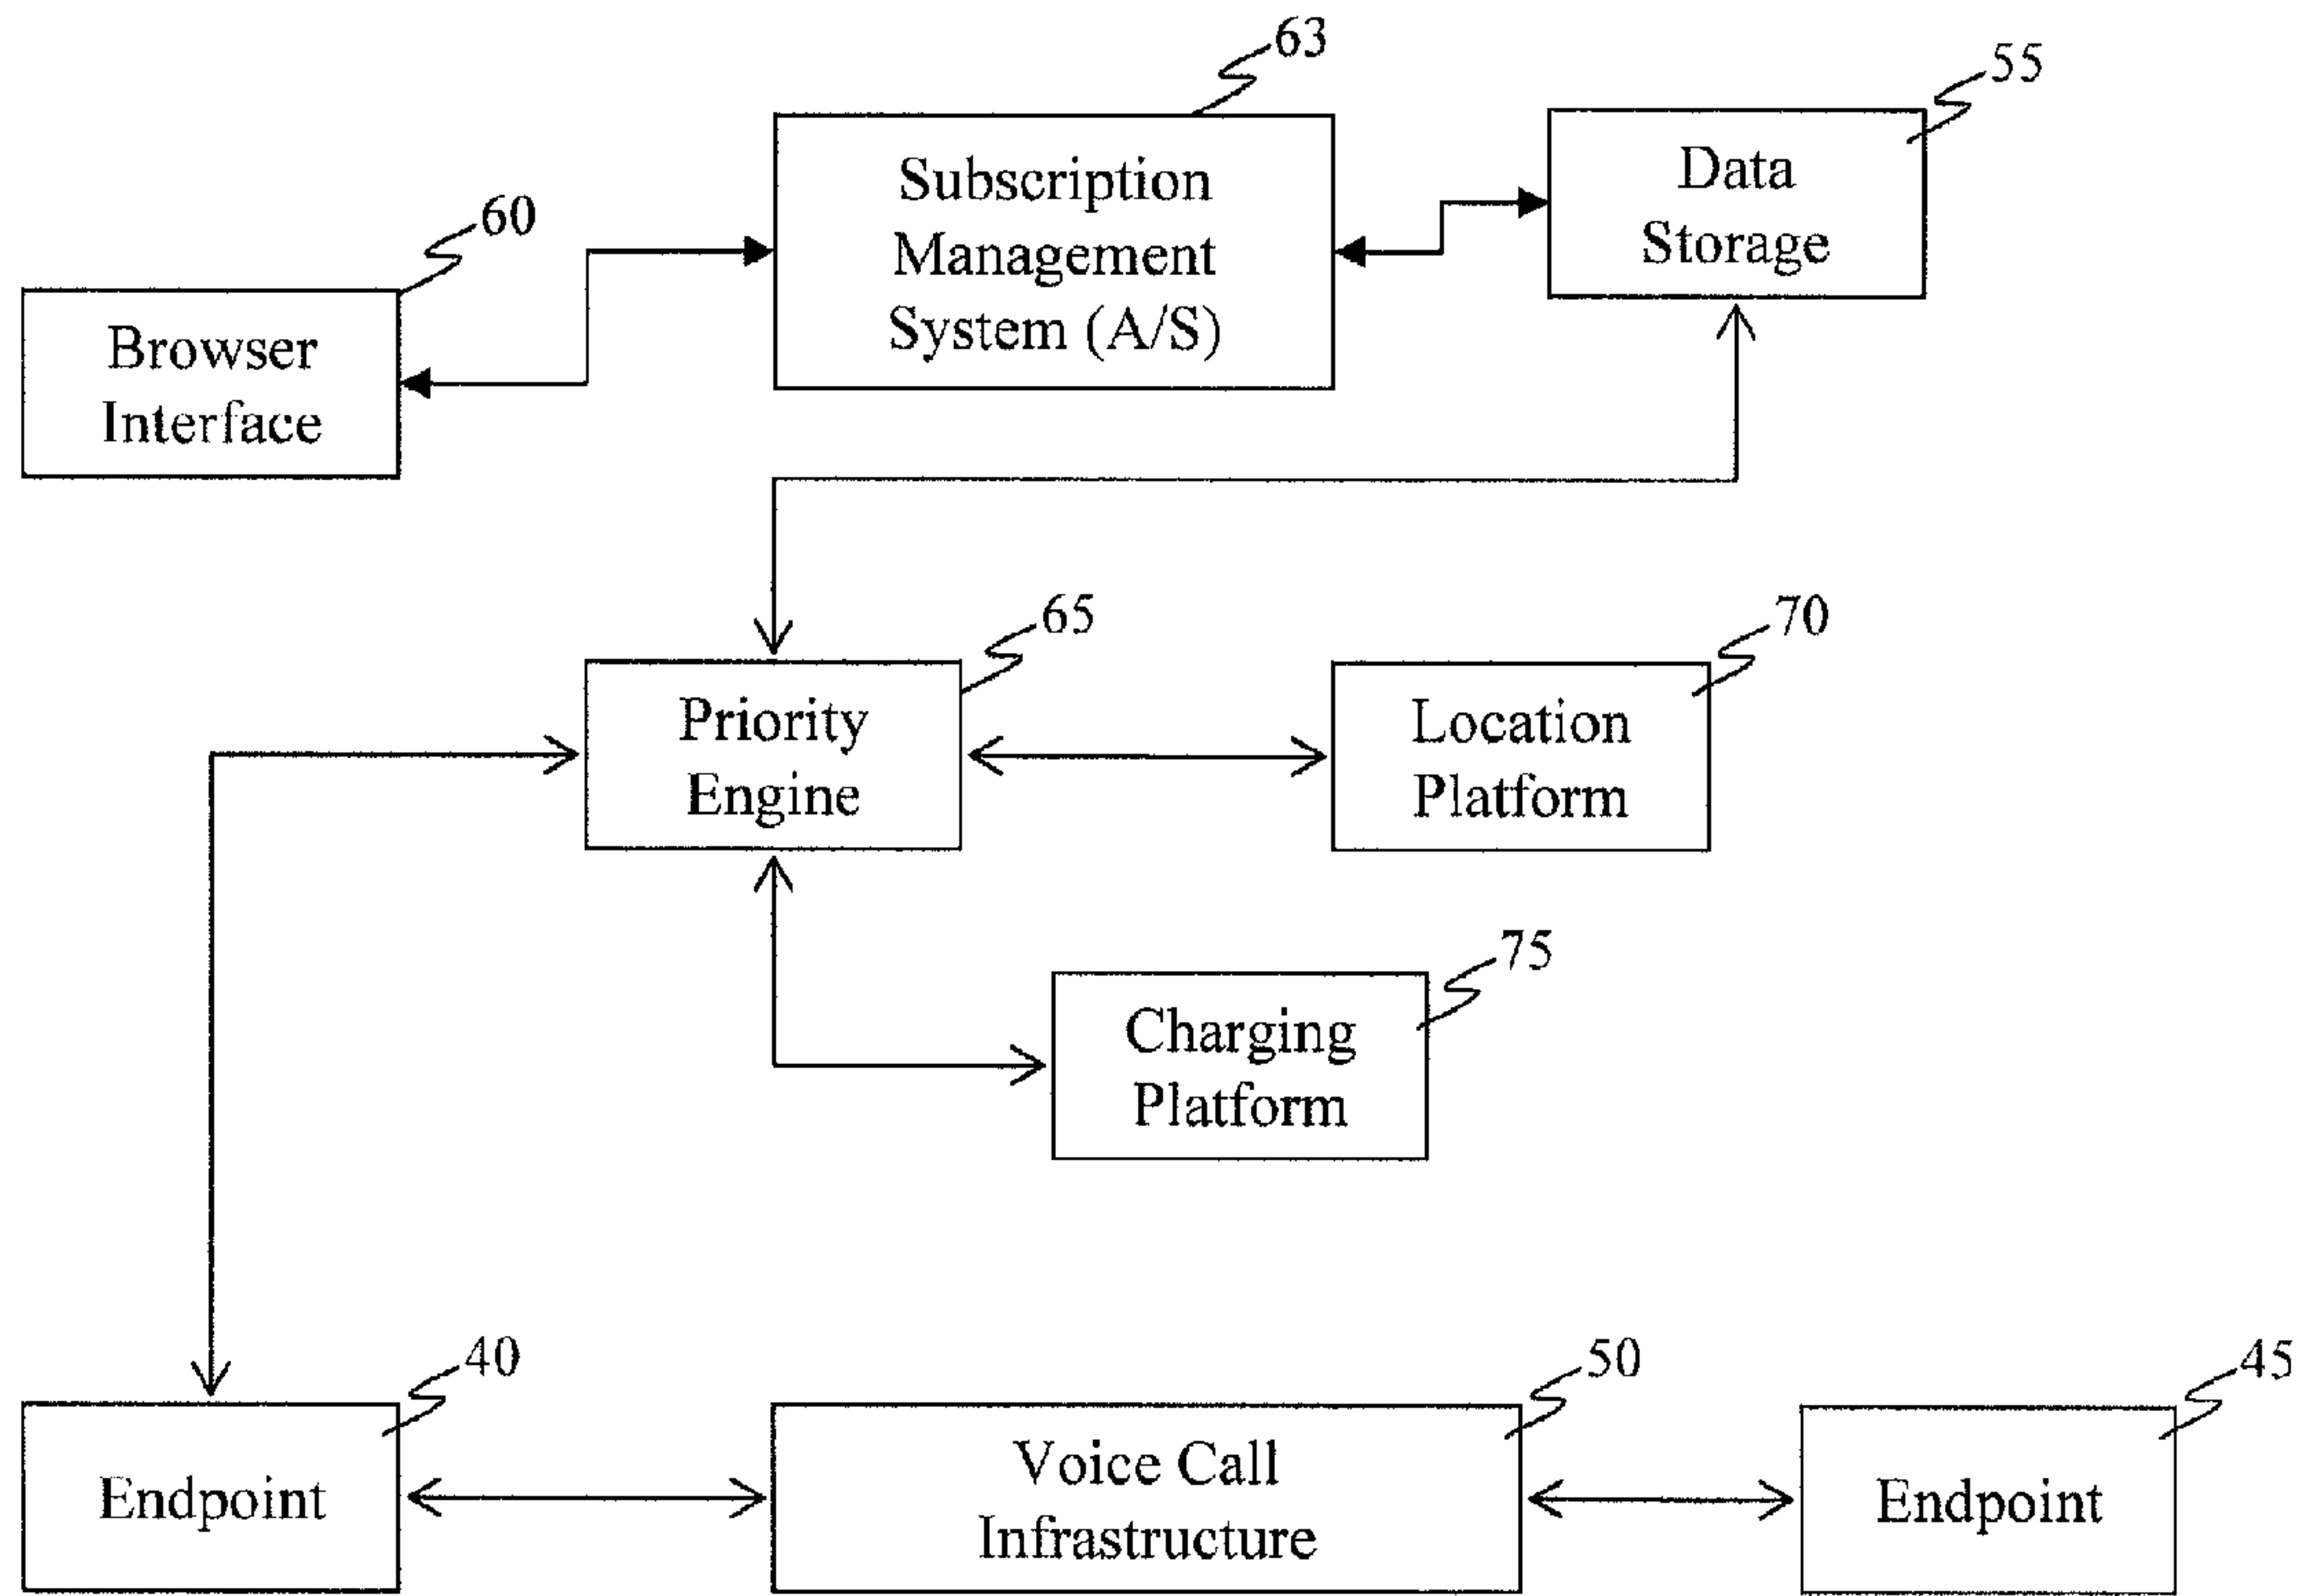 63
55
Subscription
Management
System (A/S)
Data
Storage
60
Browser
Interface
65
70
Priority
Engine
Location
Platform
75
Charging
Platform
40
50
45
Endpoint
Voice Call
Infrastructure
Endpoint